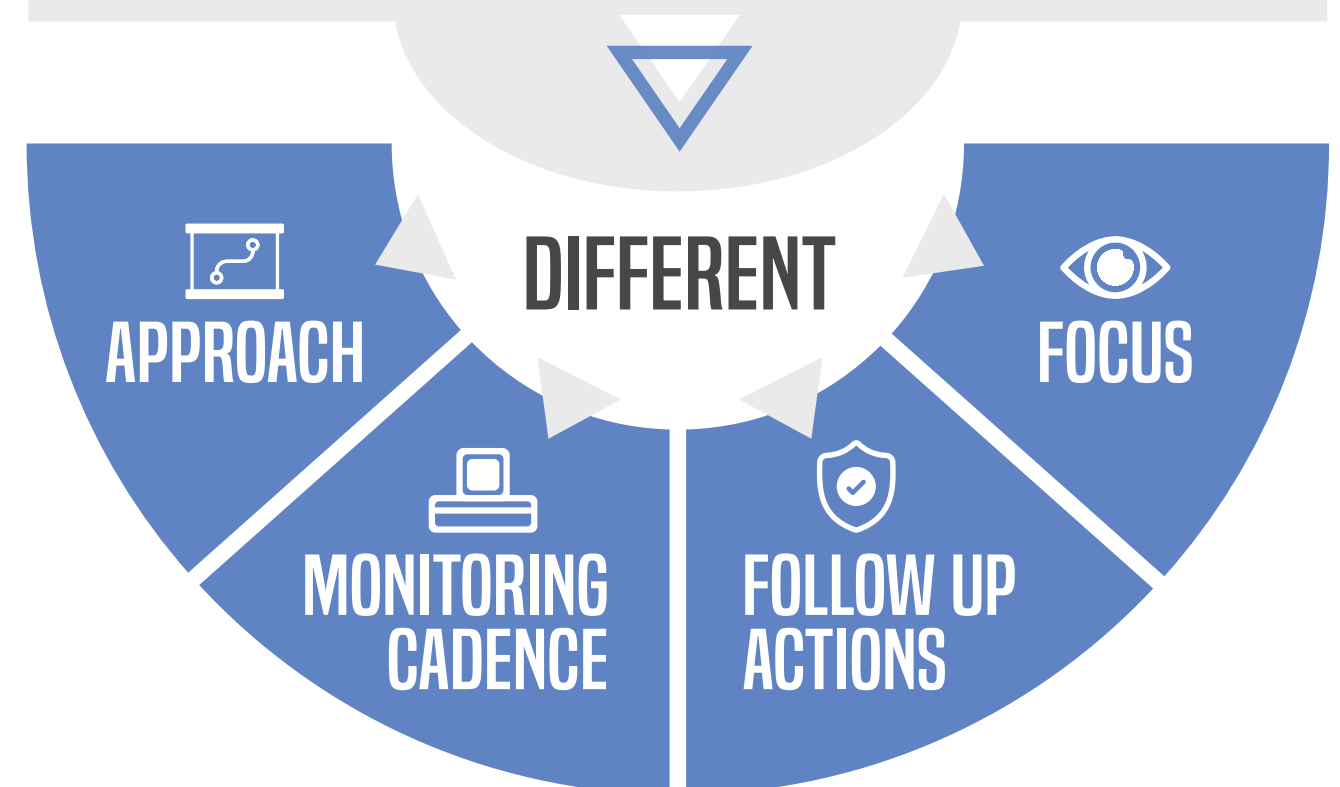 DIFFERENT
APPROACH
FOCUS
MONITORING
CADENCE
FOLLOW UP
ACTIONS